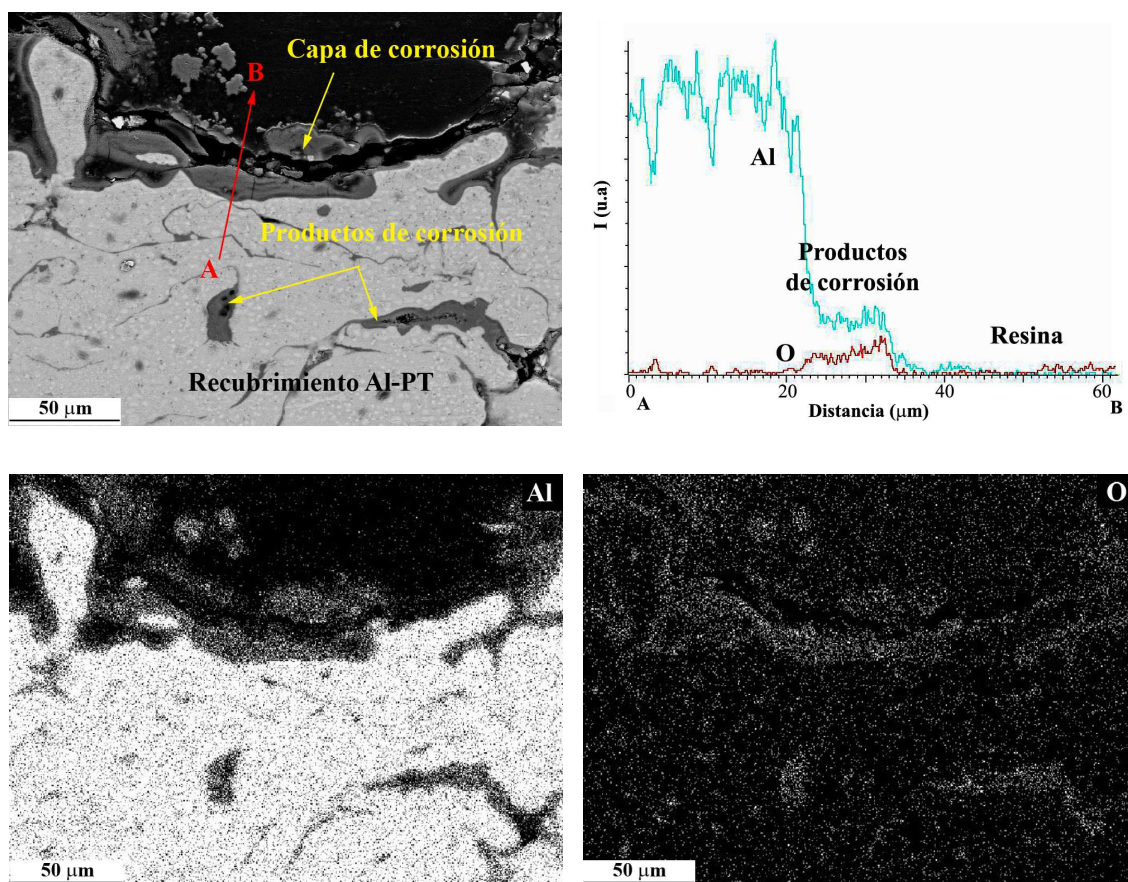 Capa de corrosión
B
Productos de corrosión
A
Recubrimiento Al-PT
50 μm
I (u.a)
Al
Productos
de corrosión
O
Resina
0 20 40 60
A Distancia (μm) B
Al
50 μm
O
50 μm